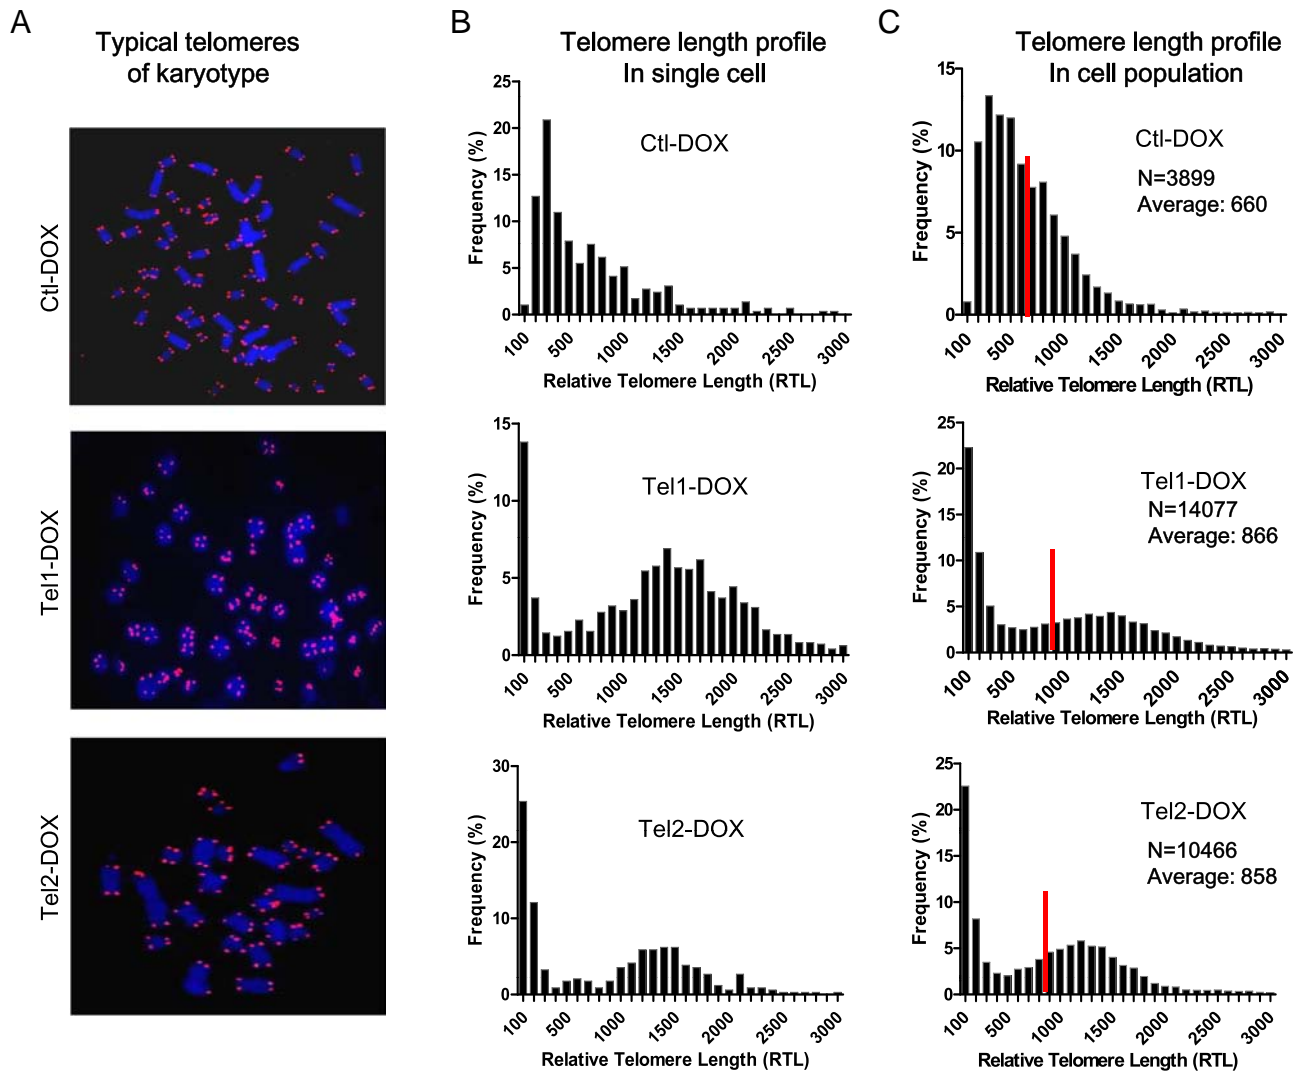 A
Typical telomeres
of karyotype
Ctl-DOX
Tel1-DOX
Tel2-DOX
B
Telomere length profile
In single cell
25
20
15
10
5
0
Frequency (%)
Ctl-DOX
100
500
1000
1500
2000
2500
3000
Relative Telomere Length (RTL)
15
10
5
0
Frequency (%)
Tel1-DOX
100
500
1000
1500
2000
2500
3000
Relative Telomere Length (RTL)
30
20
10
0
Frequency (%)
Tel2-DOX
100
500
1000
1500
2000
2500
3000
Relative Telomere Length (RTL)
C
Telomere length profile
In cell population
15
10
5
0
Frequency (%)
Ctl-DOX
N=3899
Average: 660
100
500
1000
1500
2000
2500
3000
Relative Telomere Length (RTL)
25
20
15
10
5
0
Frequency (%)
Tel1-DOX
N=14077
Average: 866
100
500
1000
1500
2000
2500
3000
Relative Telomere Length (RTL)
25
20
15
10
5
0
Frequency (%)
Tel2-DOX
N=10466
Average: 858
100
500
1000
1500
2000
2500
3000
Relative Telomere Length (RTL)